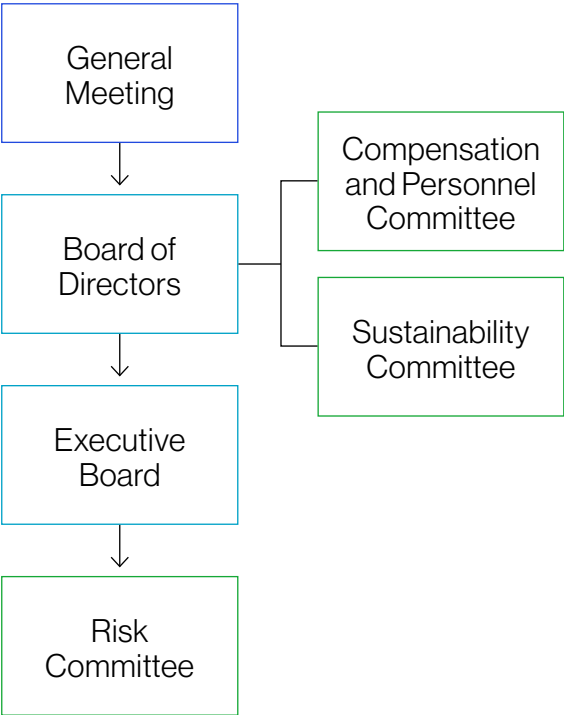 General
Meeting
Board of
Directors
Compensation
and Personnel
Committee
Sustainability
Committee
Executive
Board
Risk
Committee